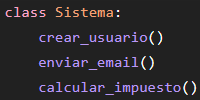 class Sistema:
    crear_usuario()
    enviar_email()
    calcular_impuesto()